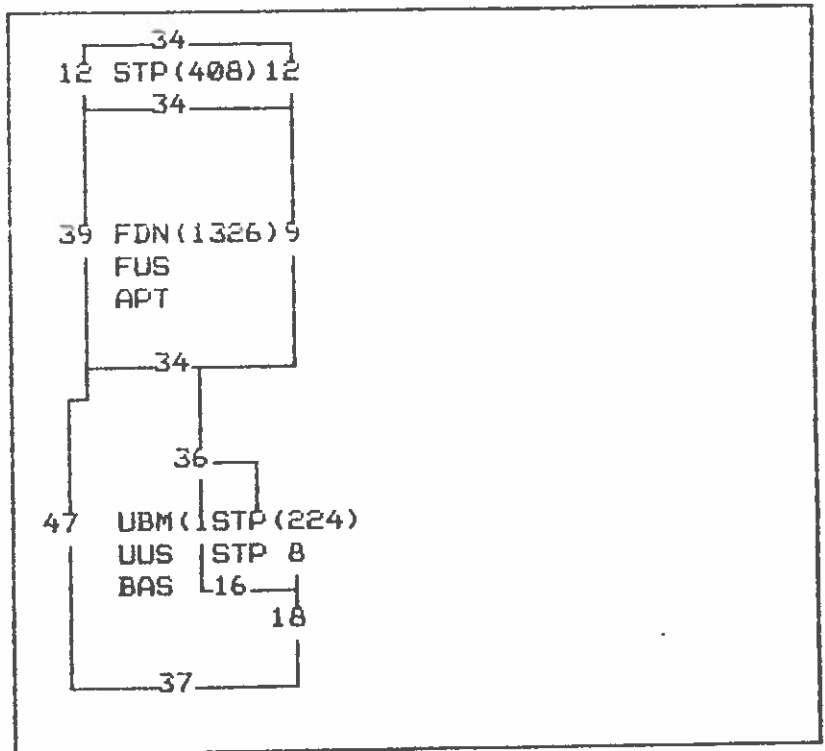 34
12 STP(408)12
34
39 FDN(1326)9
FUS
APT
34
36
47 UBM(1STP(224)
UUS STP 8
BAS 16
18
37